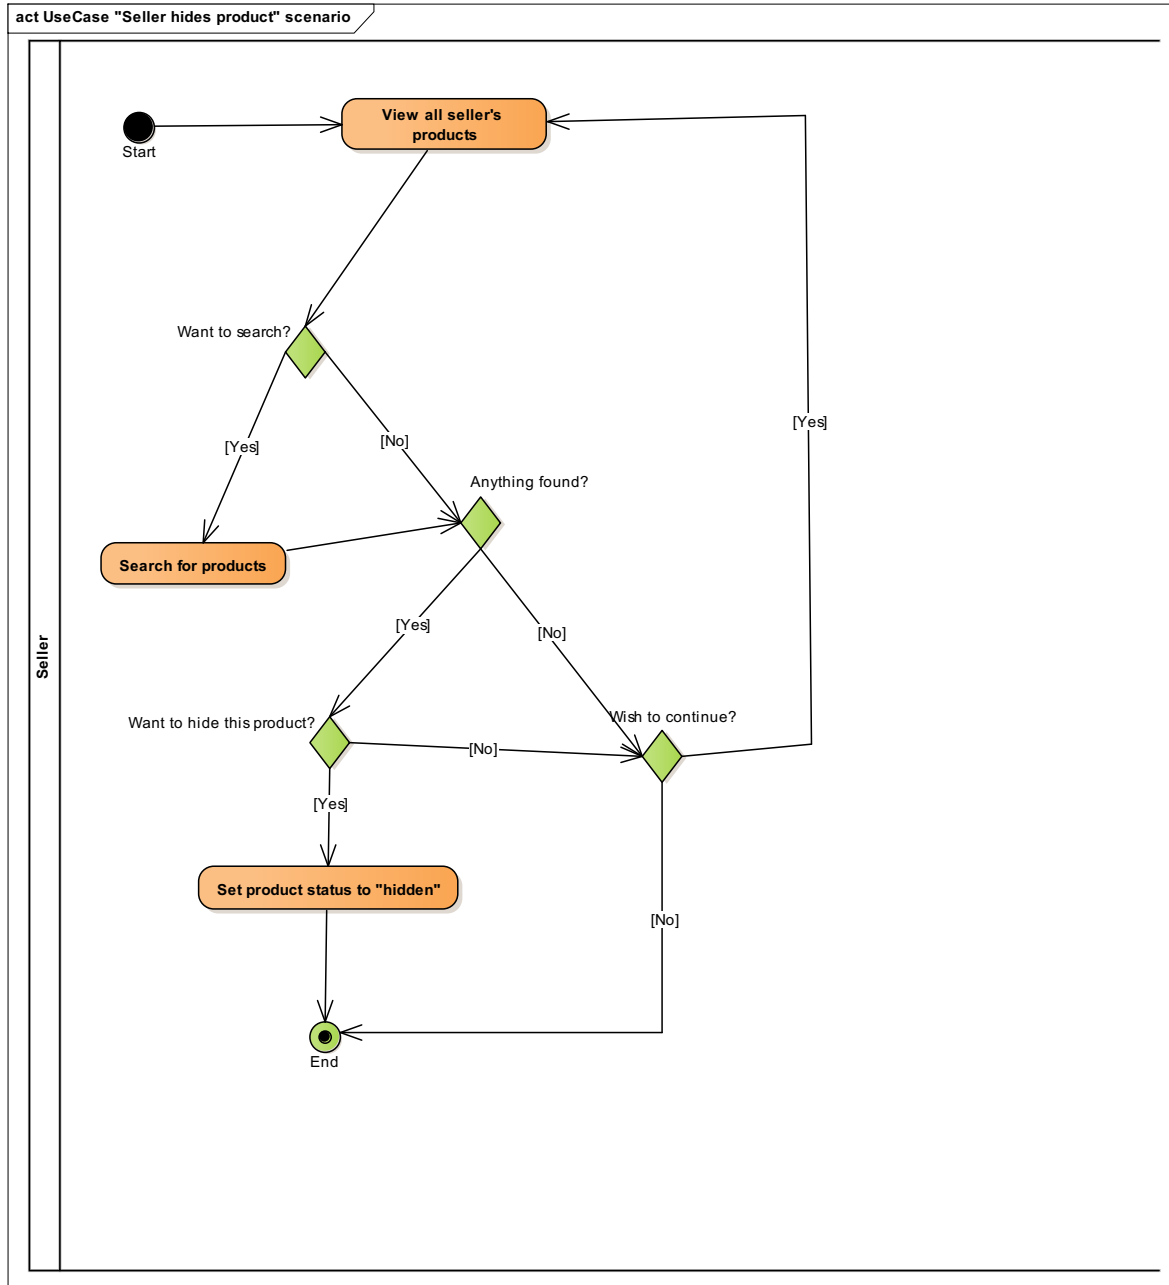 act UseCase "Seller hides product" scenario
View all seller's
products
Start
Want to search?
[Yes]
[No]
[Yes]
Anything found?
Search for products
[Yes]
[No]
Seller
Want to hide this product?
Wish to continue?
[No]
[Yes]
Set product status to "hidden"
[No]
End